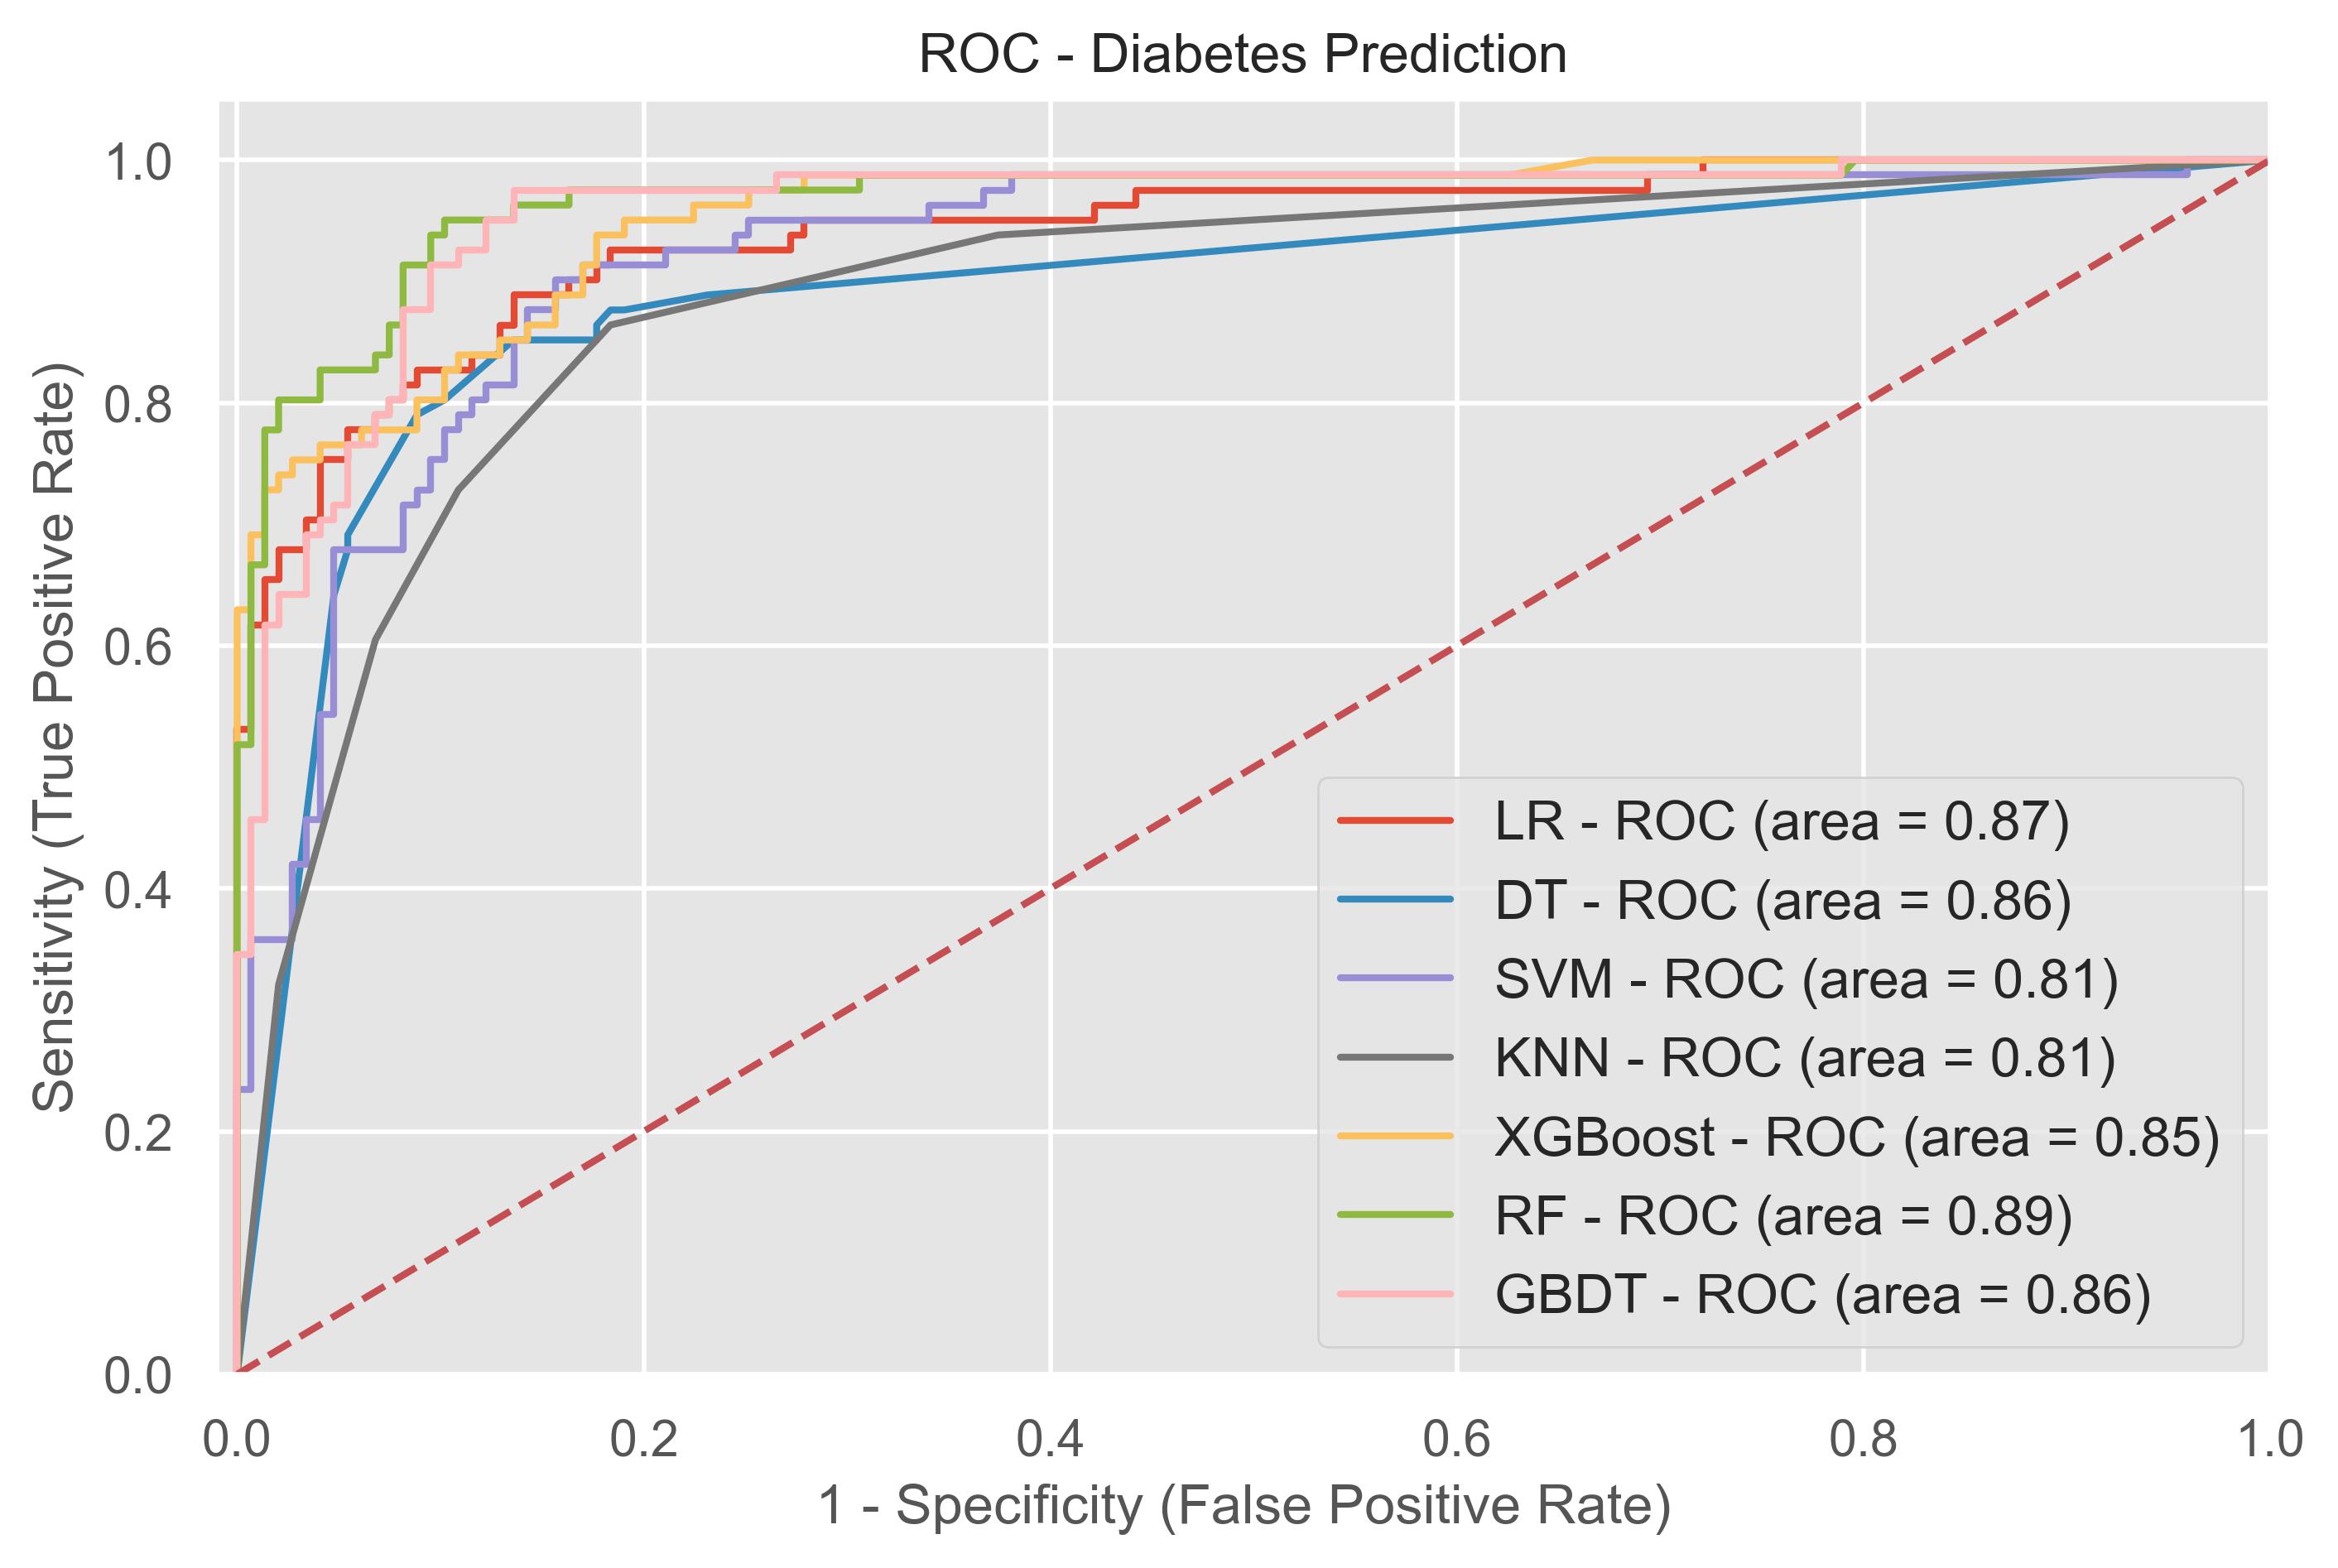 ROC - Diabetes Prediction
Sensitivity (True Positive Rate)
1.0
0.8
0.6
0.4
0.2
0.0
LR - ROC (area = 0.87)
DT - ROC (area = 0.86)
SVM - ROC (area = 0.81)
KNN - ROC (area = 0.81)
XGBoost - ROC (area = 0.85)
RF - ROC (area = 0.89)
GBDT - ROC (area = 0.86)
0.0 0.2 0.4 0.6 0.8 1.0
1 - Specificity (False Positive Rate)